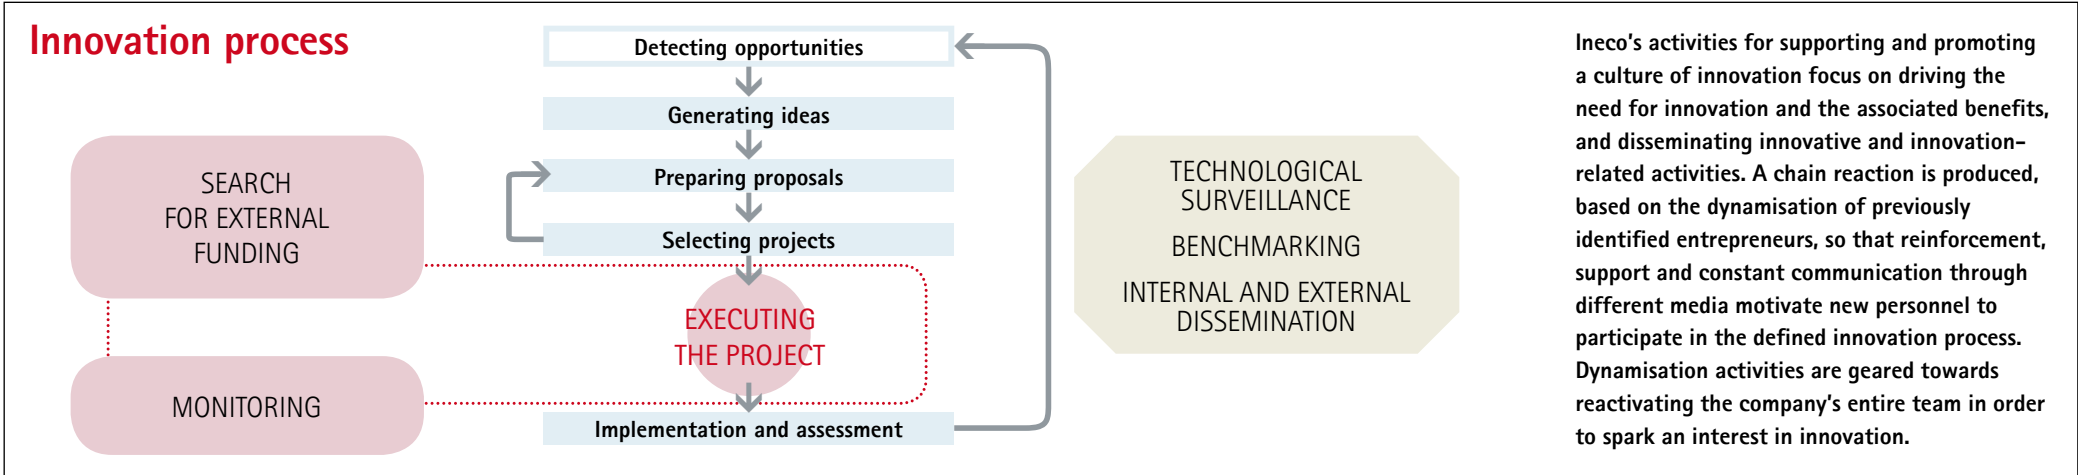 Innovation process
Detecting opportunities
Generating ideas
Preparing proposals
Selecting projects
EXECUTING
THE PROJECT
Implementation and assessment
SEARCH
FOR EXTERNAL
FUNDING
MONITORING
TECHNOLOGICAL
SURVEILLANCE
BENCHMARKING
INTERNAL AND EXTERNAL
DISSEMINATION
Ineco's activities for supporting and promoting
a culture of innovation focus on driving the
need for innovation and the associated benefits,
and disseminating innovative and innovation-
related activities. A chain reaction is produced,
based on the dynamisation of previously
identified entrepreneurs, so that reinforcement,
support and constant communication through
different media motivate new personnel to
participate in the defined innovation process.
Dynamisation activities are geared towards
reactivating the company's entire team in order
to spark an interest in innovation.